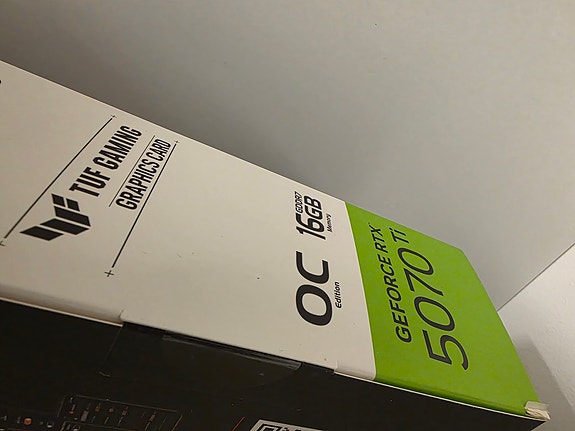 TUF GAMING
GRAPHICS CARD
OC
Edition
16GB
GDDR7
Memory
GEFORCE RTX
5070 Ti